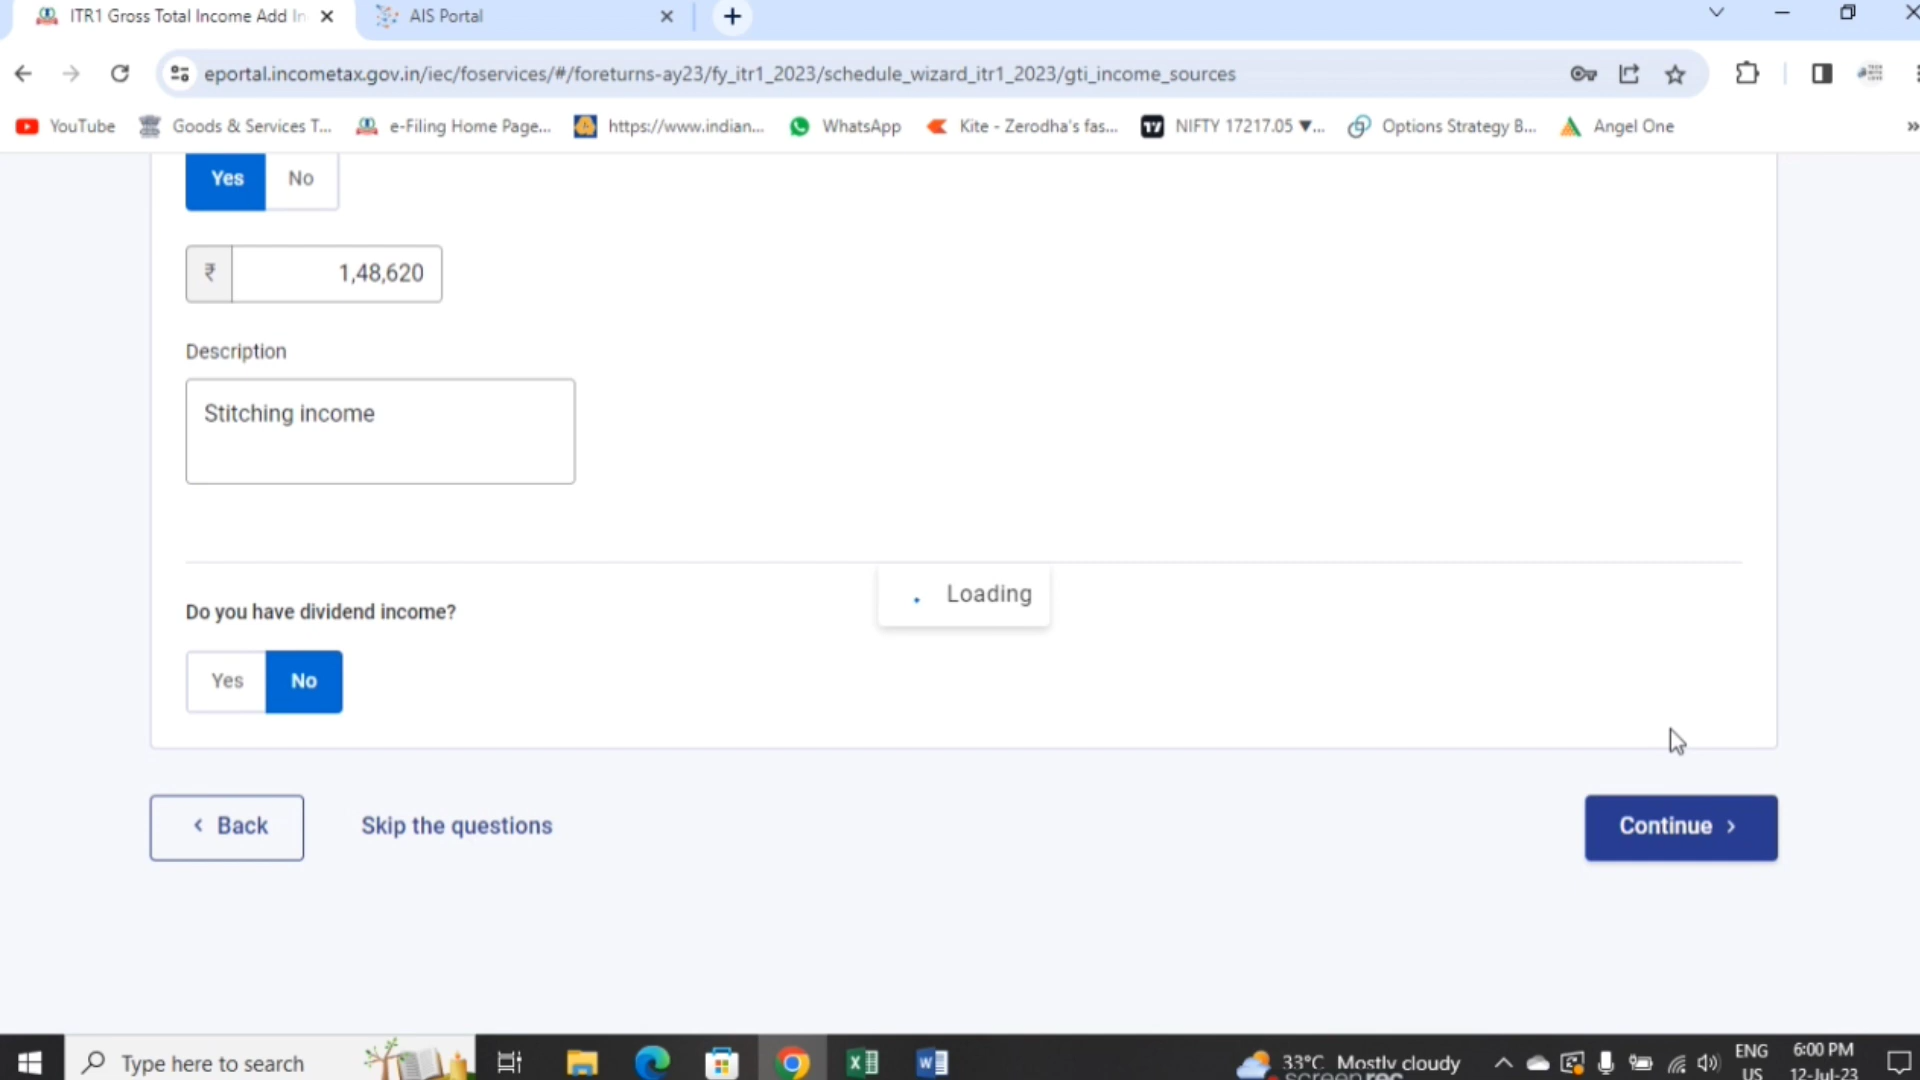 ITR1 Gross Total Income Add In
AIS Portal
eportal.incometax.gov.in/iec/foservices/#/foreturns-ay23/fy_itr1_2023/schedule_wizard_itr1_2023/gti_income_sources
YouTube
Goods & Services T...
e-Filing Home Page...
https://www.indian...
WhatsApp
Kite - Zerodha's fas...
NIFTY 17217.05 ▼...
Options Strategy B...
Angel One
»
Yes No
₹ 1,48,620
Description
Stitching income
Loading
Do you have dividend income?
Yes No
< Back
Skip the questions
Continue >
Type here to search
33°C Mostly cloudy
screenrec
ENG
US
6:00 PM
12-Jul-23